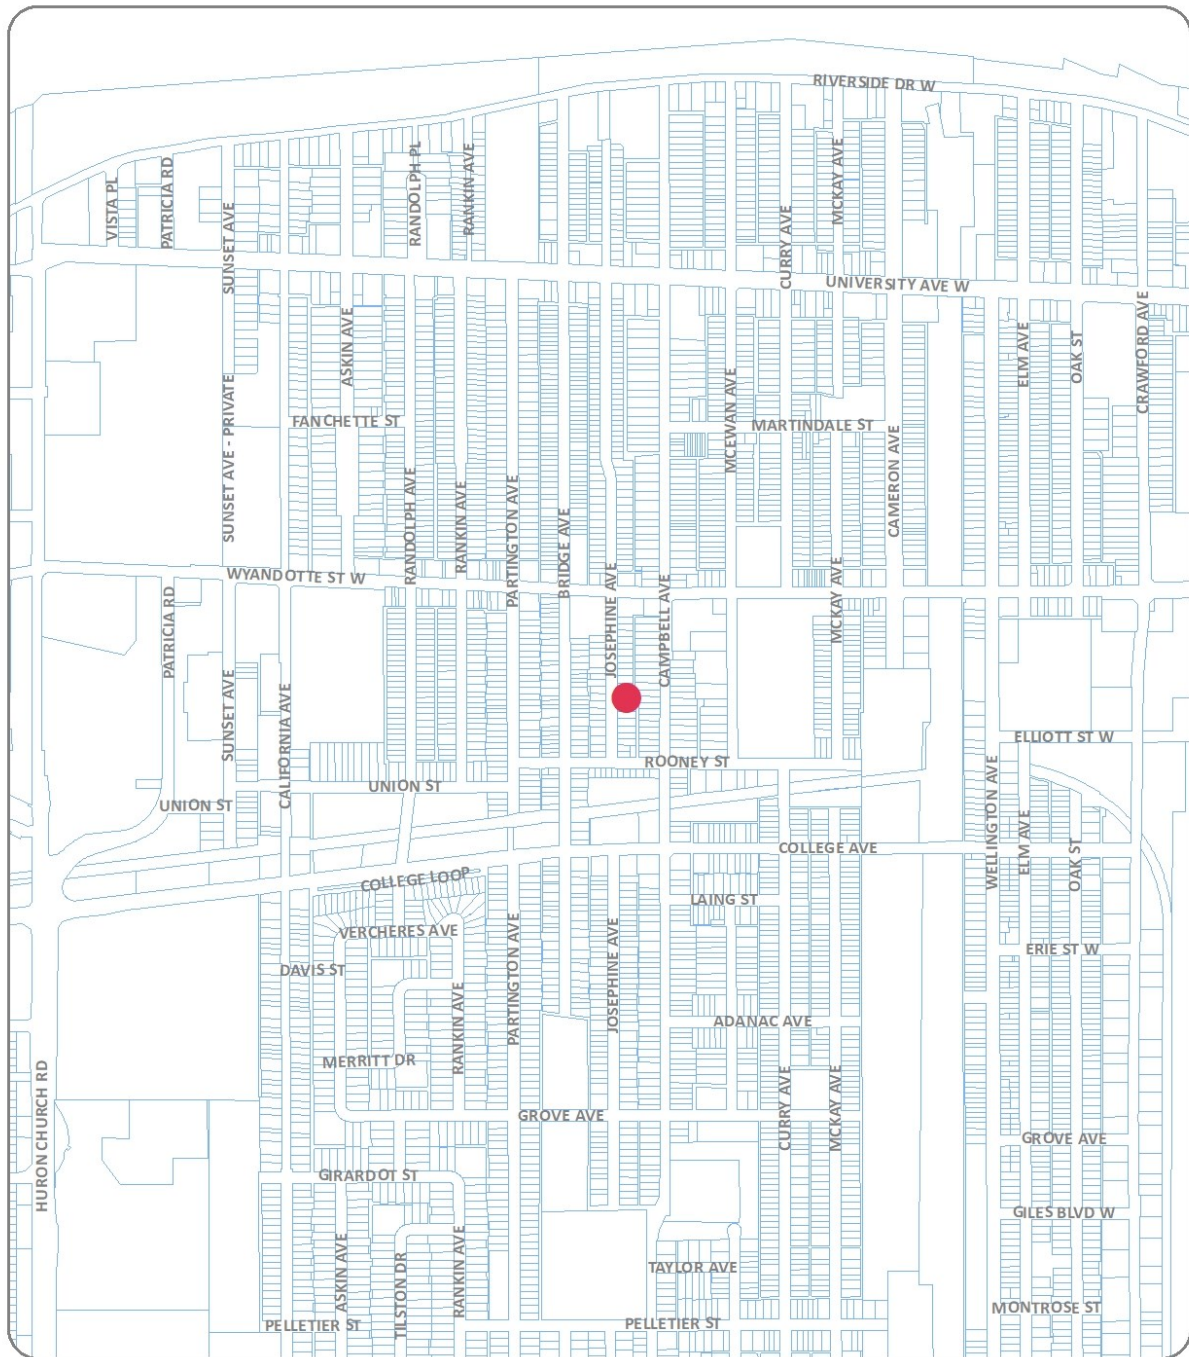 RIVERSIDE DR W
VISTA PL
PATRICIA RD
SUNSET AVE
RANDOLPH PL
RANKIN AVE
CURRY AVE
MCKAY AVE
UNIVERSITY AVE W
ASKIN AVE
ELM AVE
OAK ST
CRAWFORD AVE
SUNSET AVE - PRIVATE
FANCHETTE ST
MCEWAN AVE
MARTINDALE ST
CAMERON AVE
RANDOLPH AVE
RANKIN AVE
PARTINGTON AVE
BRIDGE AVE
WYANDOTTE ST W
JOSEPHINE AVE
CAMPBELL AVE
MCKAY AVE
PATRICIA RD
SUNSET AVE
CALIFORNIA AVE
ELLIOTT ST W
ROONEY ST
UNION ST
UNION ST
WELLINGTON AVE
ELM AVE
OAK ST
COLLEGE AVE
COLLEGE LOOP
LAING ST
VERCHERES AVE
PARTINGTON AVE
JOSEPHINE AVE
ERIE ST W
DAVIS ST
RANKIN AVE
ADANAC AVE
MERRITT DR
HURON CHURCH RD
CURRY AVE
MCKAY AVE
GROVE AVE
GROVE AVE
GIRARDOT ST
GILES BLVD W
ASKIN AVE
TILSTON DR
RANKIN AVE
TAYLOR AVE
MONTROSE ST
PELLETIER ST
PELLETIER ST